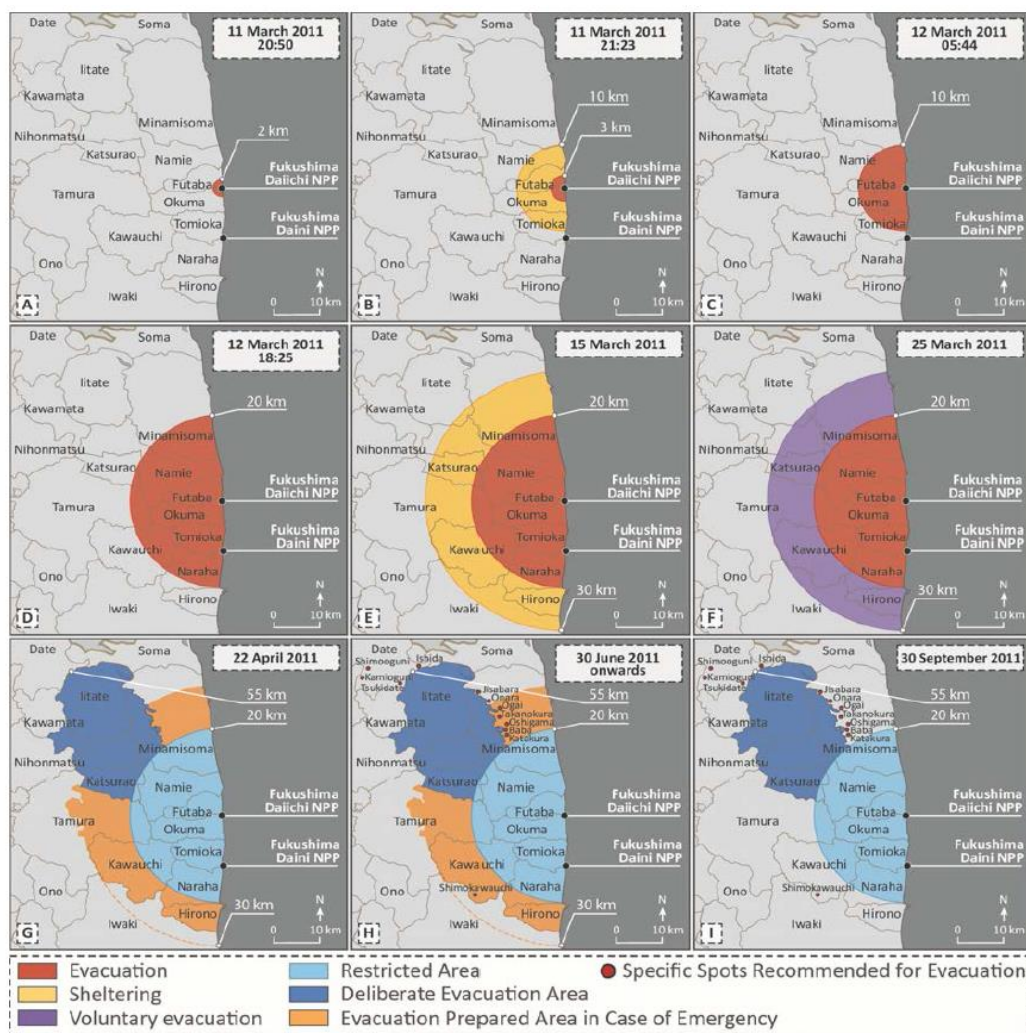 Date
Soma
11 March 2011
20:50
Iitate
Kawamata
Minamisoma
Nihonmatsu
Katsurao
2 km
Namie
Tamura
Futaba
Fukushima
Daiichi NPP
Okuma
Tomioka
Fukushima
Daini NPP
Kawauchi
Ono
Naraha
Hirono
Iwaki
N
0 10 km
A
Date
Soma
11 March 2011
21:23
Iitate
Kawamata
10 km
Minamisoma
Nihonmatsu
3 km
Katsurao
Namie
Tamura
Futaba
Fukushima
Daiichi NPP
Okuma
Tomioka
Fukushima
Daini NPP
Kawauchi
Ono
Naraha
Hirono
Iwaki
N
0 10 km
B
Date
Soma
12 March 2011
05:44
Iitate
Kawamata
10 km
Minamisoma
Nihonmatsu
Katsurao
Namie
Tamura
Futaba
Fukushima
Daiichi NPP
Okuma
Tomioka
Fukushima
Daini NPP
Kawauchi
Ono
Naraha
Hirono
Iwaki
N
0 10 km
C
Date
Soma
12 March 2011
18:25
Iitate
Kawamata
20 km
Minamisoma
Nihonmatsu
Katsurao
Namie
Tamura
Futaba
Fukushima
Daiichi NPP
Okuma
Tomioka
Fukushima
Daini NPP
Kawauchi
Ono
Naraha
Hirono
Iwaki
N
0 10 km
D
Date
Soma
15 March 2011
Iitate
Kawamata
20 km
Minamisoma
Nihonmatsu
Katsurao
Namie
Tamura
Futaba
Fukushima
Daiichi NPP
Okuma
Tomioka
Fukushima
Daini NPP
Kawauchi
Ono
Naraha
Hirono
30 km
Iwaki
N
0 10 km
E
Date
Soma
25 March 2011
Iitate
Kawamata
20 km
Minamisoma
Nihonmatsu
Katsurao
Namie
Tamura
Futaba
Fukushima
Daiichi NPP
Okuma
Tomioka
Fukushima
Daini NPP
Kawauchi
Ono
Naraha
Hirono
30 km
Iwaki
N
0 10 km
F
Date
Soma
22 April 2011
Iitate
55 km
Kawamata
20 km
Minamisoma
Nihonmatsu
Katsurao
Namie
Tamura
Futaba
Fukushima
Daiichi NPP
Okuma
Tomioka
Fukushima
Daini NPP
Kawauchi
Ono
Naraha
Hirono
30 km
Iwaki
N
0 10 km
G
Date
Soma
30 June 2011
onwards
Shimooguni
Ishida
Kamioguni
Tsukidate
Iitate
Jisabara
Onara
55 km
Ogai
Takanokura
Kawamata
Oshigama
20 km
Baba
Katakura
Minamisoma
Nihonmatsu
Katsurao
Namie
Tamura
Futaba
Fukushima
Daiichi NPP
Okuma
Tomioka
Fukushima
Daini NPP
Kawauchi
Ono
Shimokawauchi
Naraha
Hirono
30 km
Iwaki
N
0 10 km
H
Date
Soma
30 September 2011
Shimooguni
Ishida
Kamioguni
Tsukidate
Iitate
Jisabara
Onara
55 km
Ogai
Takanokura
Kawamata
Oshigama
20 km
Baba
Katakura
Minamisoma
Nihonmatsu
Katsurao
Namie
Tamura
Futaba
Fukushima
Daiichi NPP
Okuma
Tomioka
Fukushima
Daini NPP
Kawauchi
Ono
Shimokawauchi
Naraha
Hirono
Iwaki
N
0 10 km
I
Evacuation
Restricted Area
Specific Spots Recommended for Evacuation
Sheltering
Deliberate Evacuation Area
Voluntary evacuation
Evacuation Prepared Area in Case of Emergency